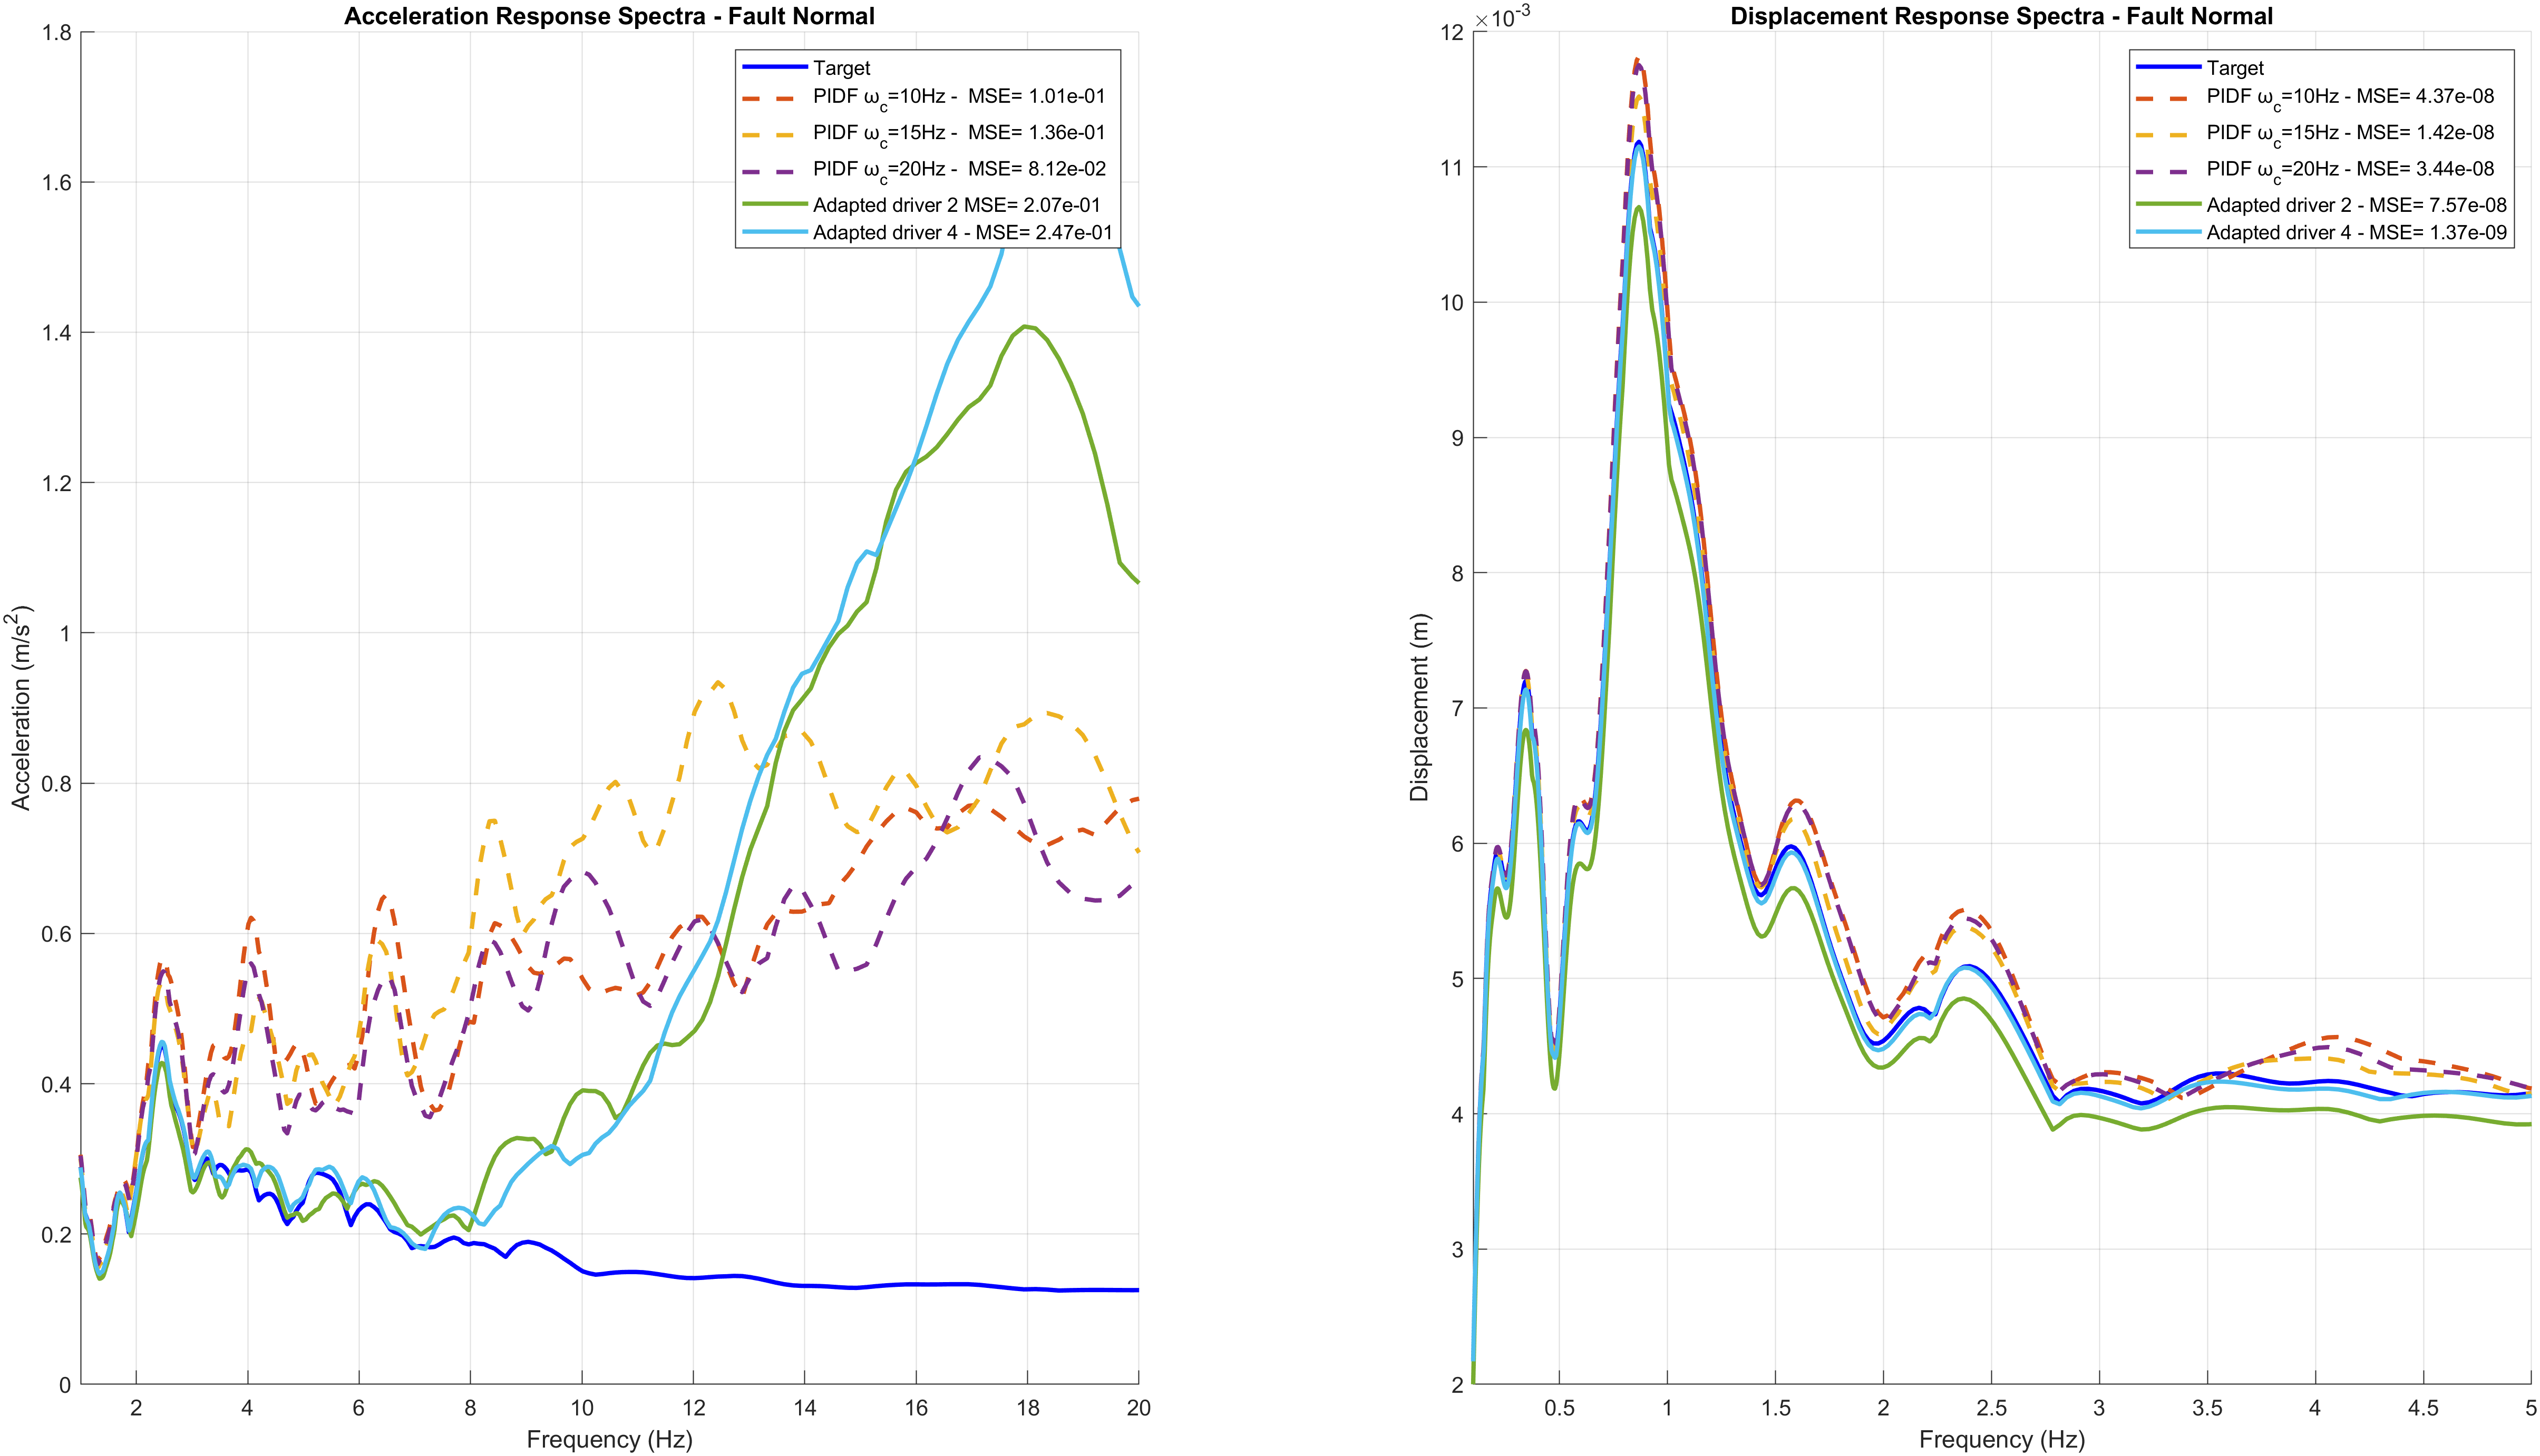 Acceleration Response Spectra - Fault Normal
1.8
1.6
1.4
1.2
1
0.8
0.6
0.4
0.2
0
Acceleration (m/s²)
2 4 6 8 10 12 14 16 18 20
Frequency (Hz)
Target
PIDF ω_c=10Hz - MSE= 1.01e-01
PIDF ω_c=15Hz - MSE= 1.36e-01
PIDF ω_c=20Hz - MSE= 8.12e-02
Adapted driver 2 MSE= 2.07e-01
Adapted driver 4 - MSE= 2.47e-01
Displacement Response Spectra - Fault Normal
×10⁻³
12
11
10
9
8
7
6
5
4
3
2
Displacement (m)
0.5 1 1.5 2 2.5 3 3.5 4 4.5 5
Frequency (Hz)
Target
PIDF ω_c=10Hz - MSE= 4.37e-08
PIDF ω_c=15Hz - MSE= 1.42e-08
PIDF ω_c=20Hz - MSE= 3.44e-08
Adapted driver 2 - MSE= 7.57e-08
Adapted driver 4 - MSE= 1.37e-09